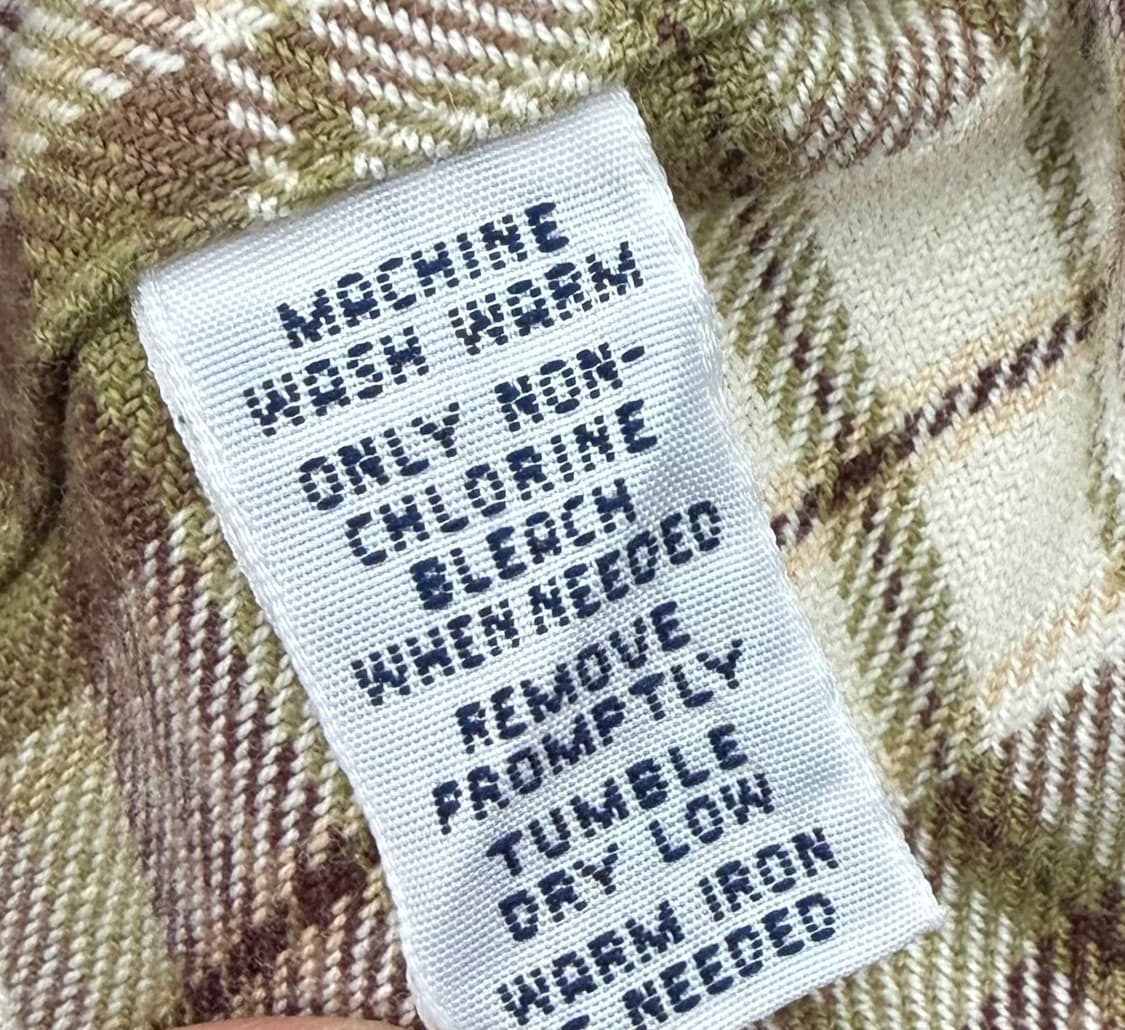 MACHINE
WASH WARM
ONLY NON-
CHLORINE
BLEACH
WHEN NEEDED
REMOVE
PROMPTLY
TUMBLE
DRY LOW
WARM IRON
NEEDED